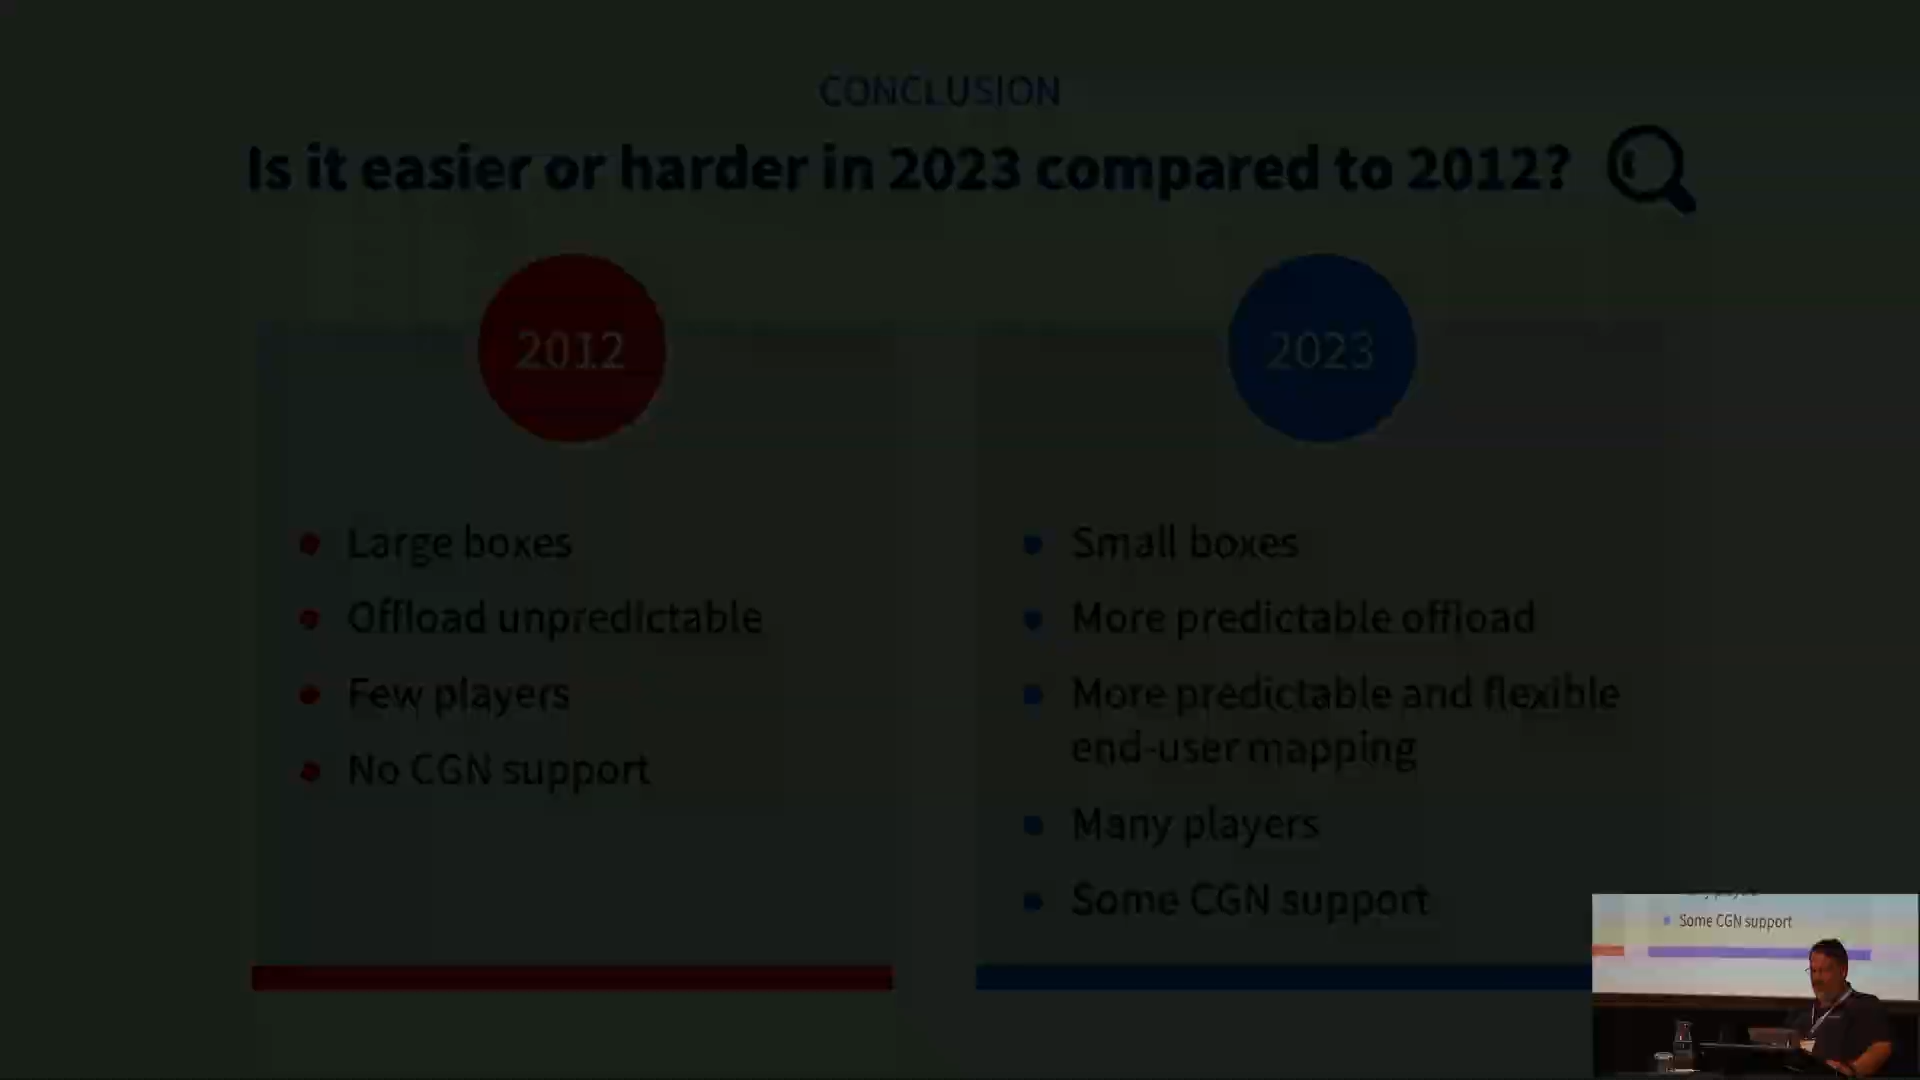 CONCLUSION
Is it easier or harder in 2023 compared to 2012?
2012
Large boxes
Offload unpredictable
Few players
No CGN support
2023
Small boxes
More predictable offload
More predictable and flexible
end-user mapping
Many players
Some CGN support
Some CGN support